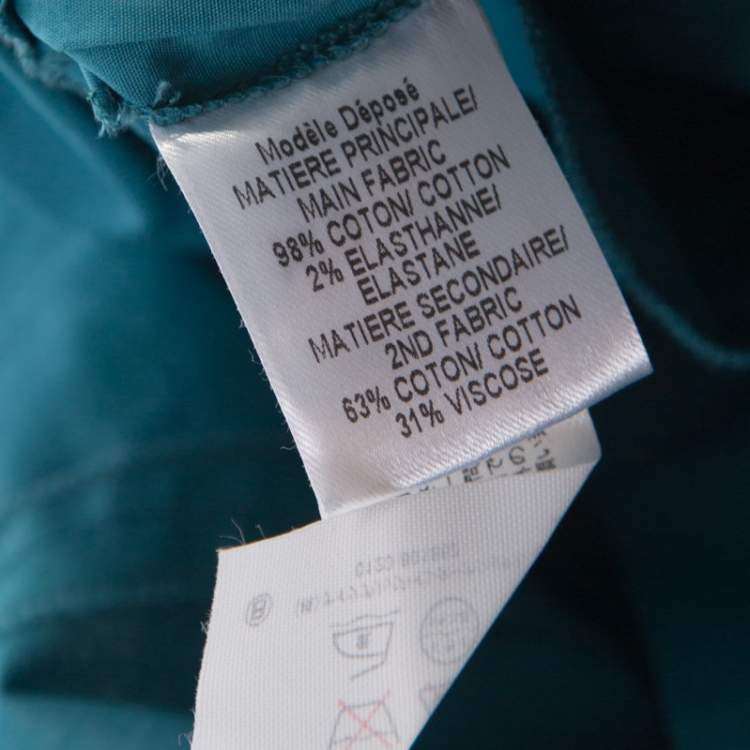 Modèle Déposé
MATIERE PRINCIPALE/
MAIN FABRIC
98% COTON/ COTTON
2% ELASTHANNE/
ELASTANE
MATIERE SECONDAIRE/
2ND FABRIC
63% COTON/ COTTON
31% VISCOSE